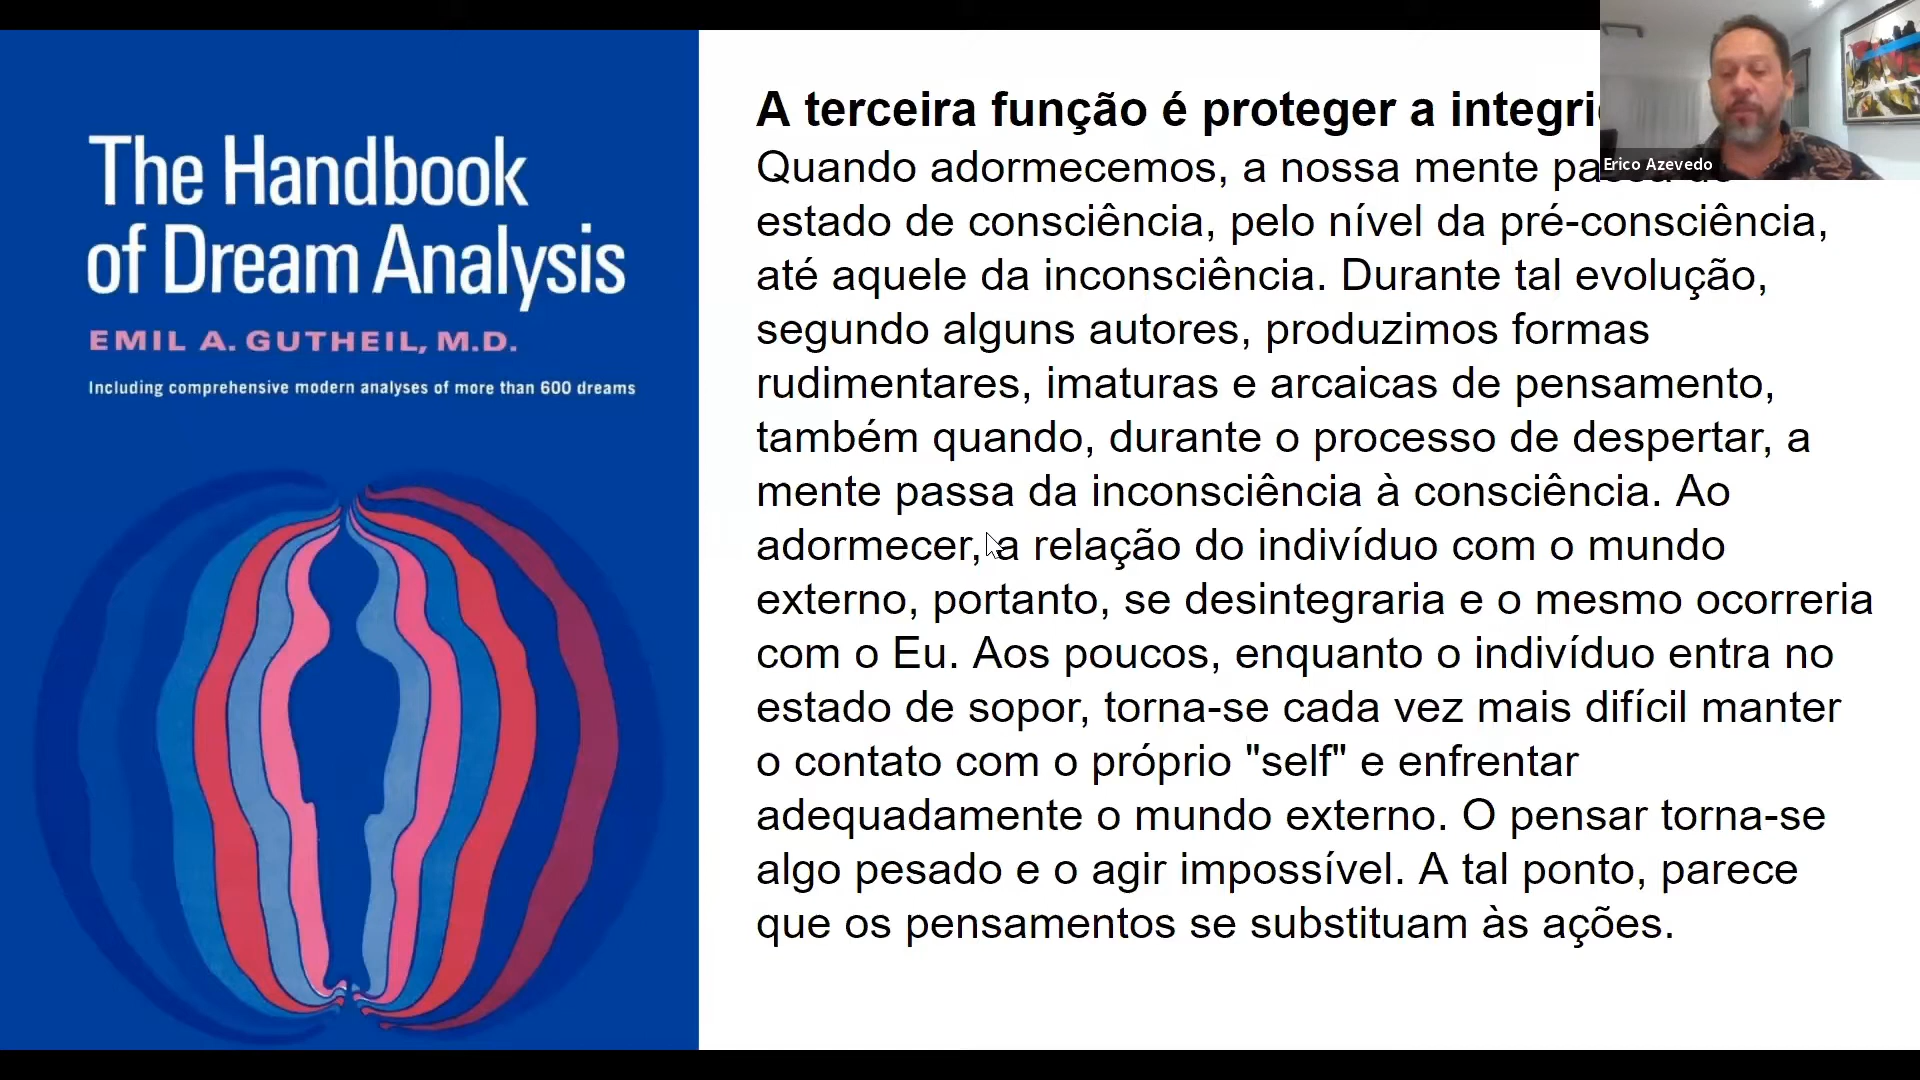 The Handbook
of Dream Analysis
EMIL A. GUTHEIL, M.D.
Including comprehensive modern analyses of more than 600 dreams
A terceira função é proteger a
Quando adormecemos, a nossa mente
estado de consciência, pelo nível da pré-consciência,
até aquele da inconsciência. Durante tal evolução,
segundo alguns autores, produzimos formas
rudimentares, imaturas e arcaicas de pensamento,
também quando, durante o processo de despertar, a
mente passa da inconsciência à consciência. Ao
adormecer, a relação do indivíduo com o mundo
externo, portanto, se desintegraria e o mesmo ocorreria
com o Eu. Aos poucos, enquanto o indivíduo entra no
estado de sopor, torna-se cada vez mais difícil manter
o contato com o próprio "self" e enfrentar
adequadamente o mundo externo. O pensar torna-se
algo pesado e o agir impossível. A tal ponto, parece
que os pensamentos se substituam às ações.
Erico Azevedo